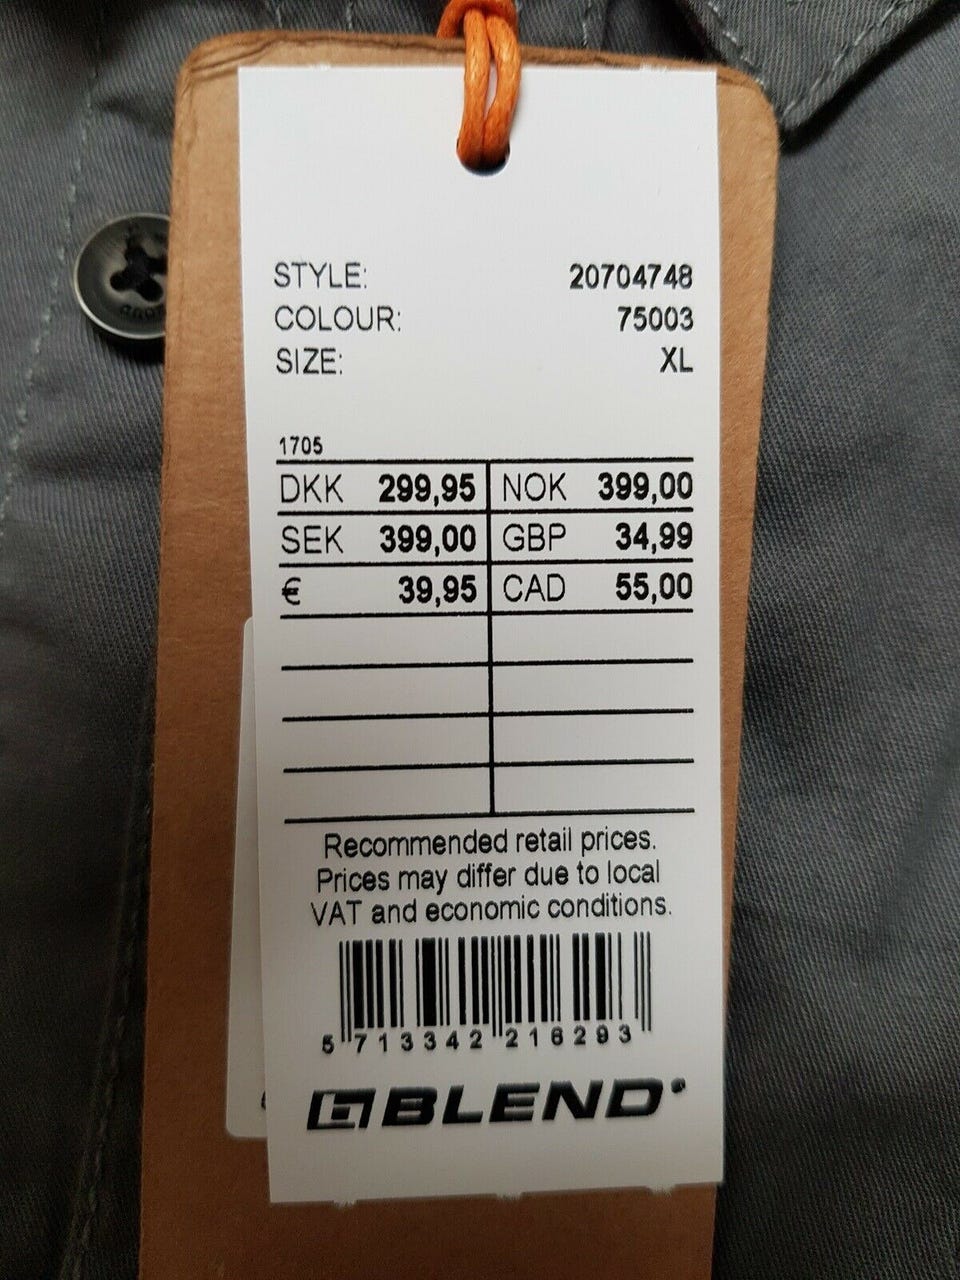 STYLE: 20704748
COLOUR: 75003
SIZE: XL
1705
DKK 299,95 NOK 399,00
SEK 399,00 GBP 34,99
€ 39,95 CAD 55,00
Recommended retail prices.
Prices may differ due to local
VAT and economic conditions.
5 713342 216293
BLEND